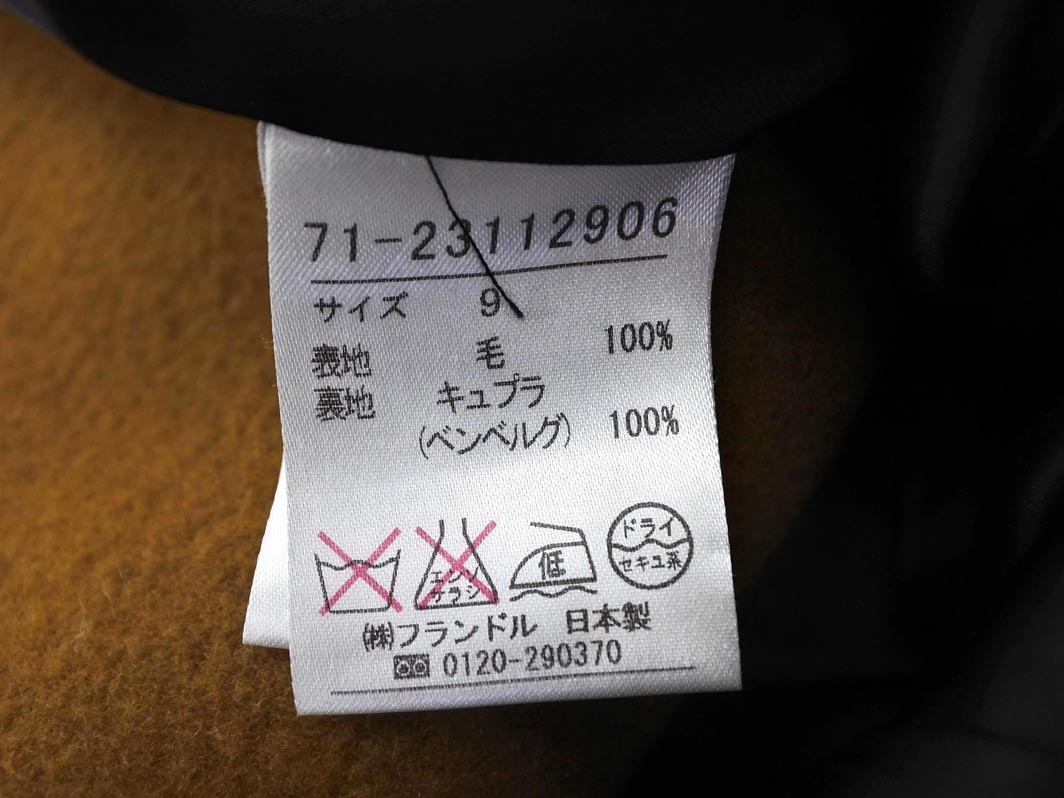 71-23112906
サイズ 9
表地 毛 100%
裏地 キュプラ
(ベンベルグ) 100%
エンソ
サラシ
低
ドライ
セキユ系
(株)フランドル 日本製
0120-290370